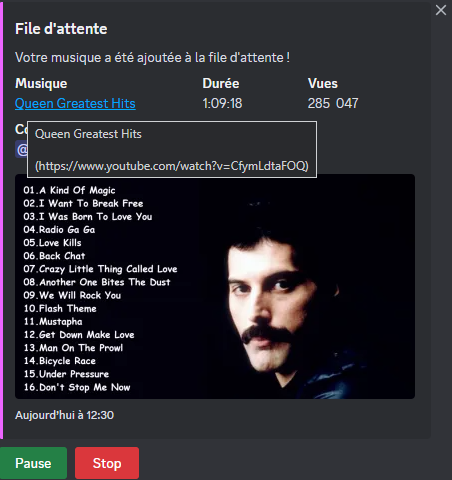 File d'attente
Votre musique a été ajoutée à la file d'attente !
Musique Durée Vues
Queen Greatest Hits 1:09:18 285 047
Queen Greatest Hits
@
(https://www.youtube.com/watch?v=CfymLdtaFOQ)
01.A Kind Of Magic
02.I Want To Break Free
03.I Was Born To Love You
04.Radio Ga Ga
05.Love Kills
06.Back Chat
07.Crazy Little Thing Called Love
08.Another One Bites The Dust
09.We Will Rock You
10.Flash Theme
11.Mustapha
12.Get Down Make Love
13.Man On The Prowl
14.Bicycle Race
15.Under Pressure
16.Don't Stop Me Now
Aujourd'hui à 12:30
Pause Stop